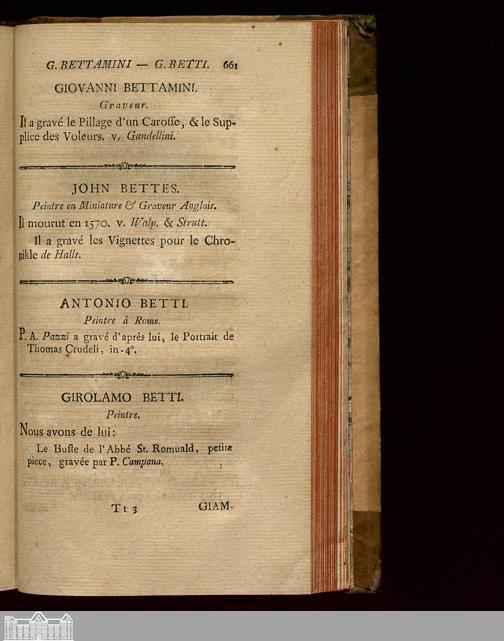 G. BETTAMINI — G. BETTI. 661
GIOVANNI BETTAMINI.
Graveur.
Il a gravé le Pillage d'un Carosse, & le Sup-
plice des Voleurs. v. Gandellini.
JOHN BETTES.
Peintre en Miniature & Graveur Anglois.
Il mourut en 1570. v. Walp. & Strutt.
Il a gravé les Vignettes pour le Chro-
nikle de Halls.
ANTONIO BETTI.
Peintre à Rome.
P. A. Pazzi a gravé d'après lui, le Portrait de
Thomas Crudeli, in-4°.
GIROLAMO BETTI.
Peintre.
Nous avons de lui:
Le Buste de l'Abbé St. Romuald, petite
piece, gravée par P. Campana.
Tt 3 GIAM-